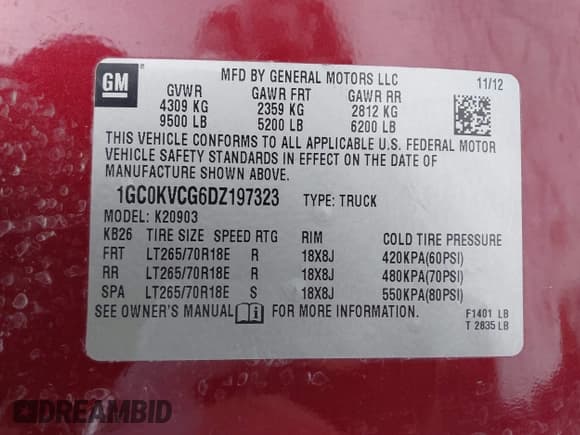 GM
MFD BY GENERAL MOTORS LLC
11/12
GVWR GAWR FRT GAWR RR
4309 KG 2359 KG 2812 KG
9500 LB 5200 LB 6200 LB
THIS VEHICLE CONFORMS TO ALL APPLICABLE U.S. FEDERAL MOTOR
VEHICLE SAFETY STANDARDS IN EFFECT ON THE DATE OF
MANUFACTURE SHOWN ABOVE.
1GC0KVCG6DZ197323 TYPE: TRUCK
MODEL: K20903
KB26 TIRE SIZE SPEED RTG RIM COLD TIRE PRESSURE
FRT LT265/70R18E R 18X8J 420KPA(60PSI)
RR LT265/70R18E R 18X8J 480KPA(70PSI)
SPA LT265/70R18E S 18X8J 550KPA(80PSI)
SEE OWNER'S MANUAL FOR MORE INFORMATION.
F1401 LB
T 2835 LB
DREAMBID